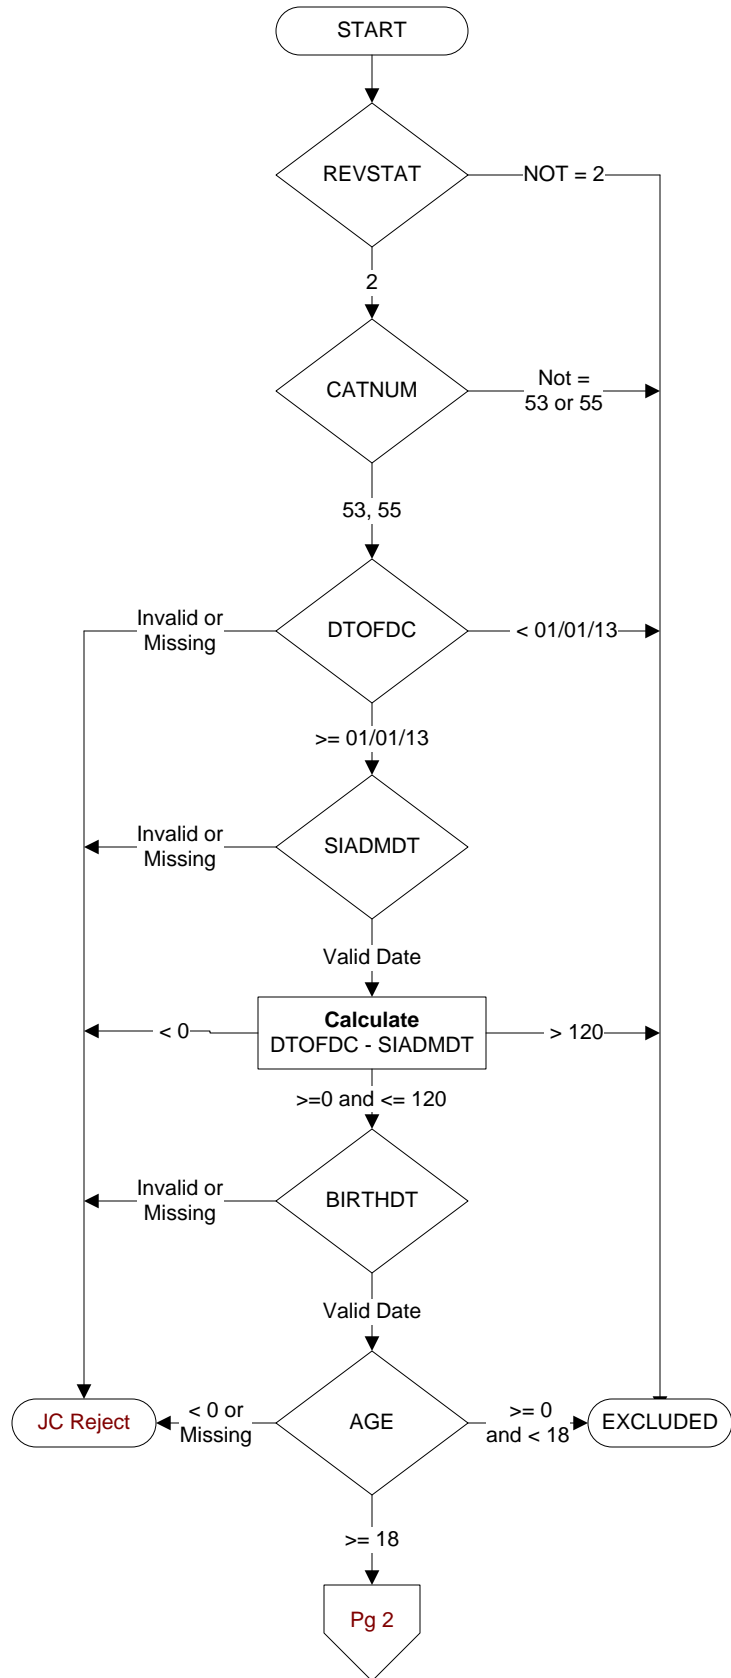 START
REVSTAT
NOT = 2
2
CATNUM
Not =
53 or 55
53, 55
Invalid or
Missing
DTOFDC
< 01/01/13
>= 01/01/13
Invalid or
Missing
SIADMDT
Valid Date
< 0
Calculate
DTOFDC - SIADMDT
> 120
>=0 and <= 120
Invalid or
Missing
BIRTHDT
Valid Date
JC Reject
< 0 or
Missing
AGE
>= 0
and < 18
EXCLUDED
>= 18
Pg 2